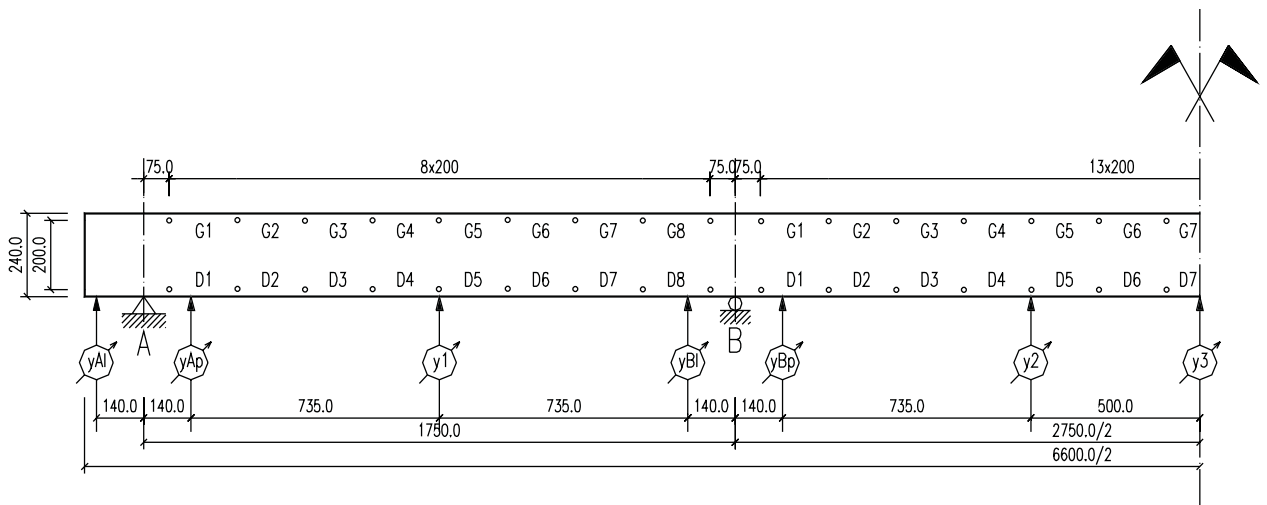 75.0 8x200 75.0 75.0 13x200
240.0
200.0
G1 G2 G3 G4 G5 G6 G7 G8 G1 G2 G3 G4 G5 G6 G7
D1 D2 D3 D4 D5 D6 D7 D8 D1 D2 D3 D4 D5 D6 D7
A B
yAl yAp y1 yBl yBp y2 y3
140.0 140.0 735.0 735.0 140.0 140.0 735.0 500.0
1750.0 2750.0/2
6600.0/2